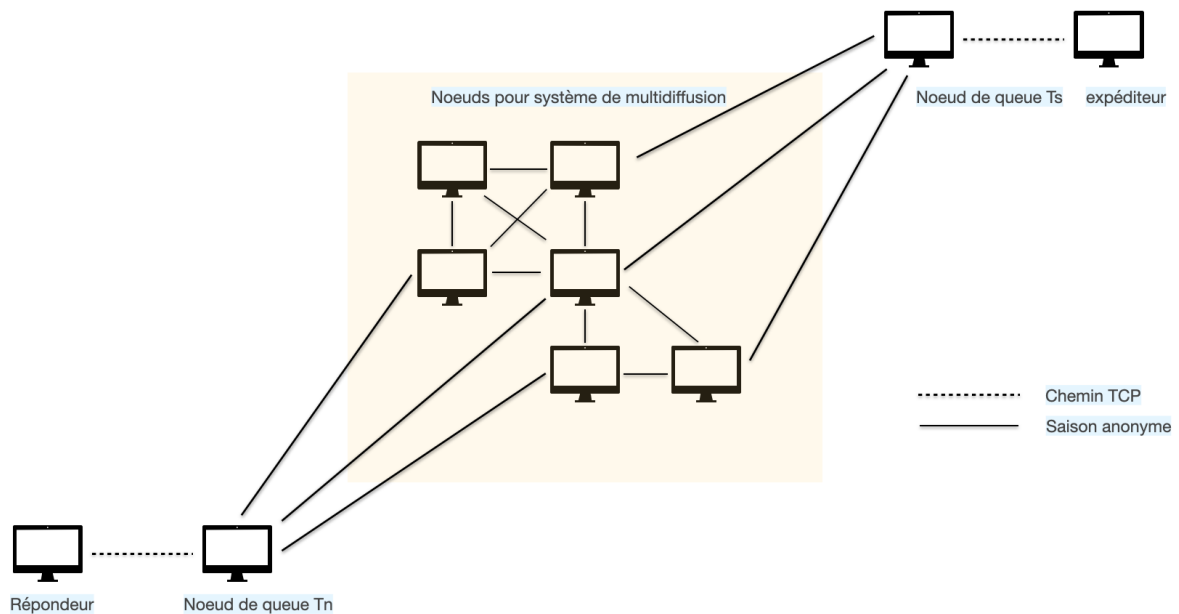 Noeuds pour système de multidiffusion
Noeud de queue Ts
expéditeur
Chemin TCP
Saison anonyme
Répondeur
Noeud de queue Tn